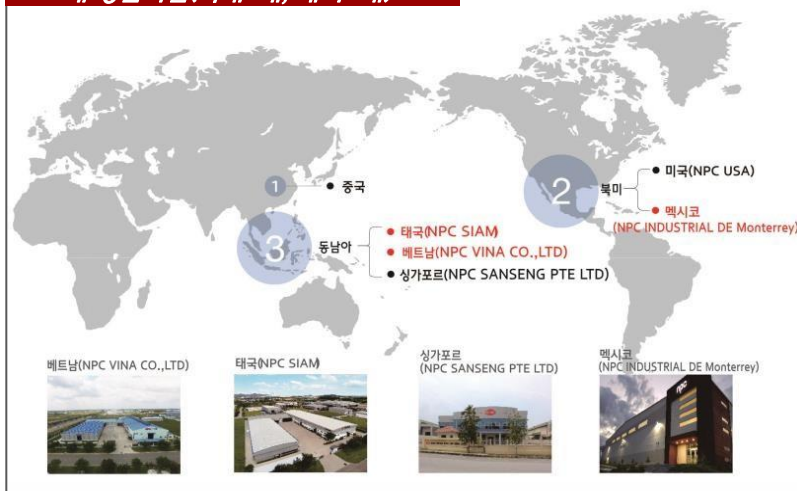 1
중국
2
북미
미국(NPC USA)
멕시코
(NPC INDUSTRIAL DE Monterrey)
3
동남아
태국(NPC SIAM)
베트남(NPC VINA CO.,LTD)
싱가포르(NPC SANSENG PTE LTD)
베트남(NPC VINA CO.,LTD)
태국(NPC SIAM)
싱가포르
(NPC SANSENG PTE LTD)
멕시코
(NPC INDUSTRIAL DE Monterrey)
npc